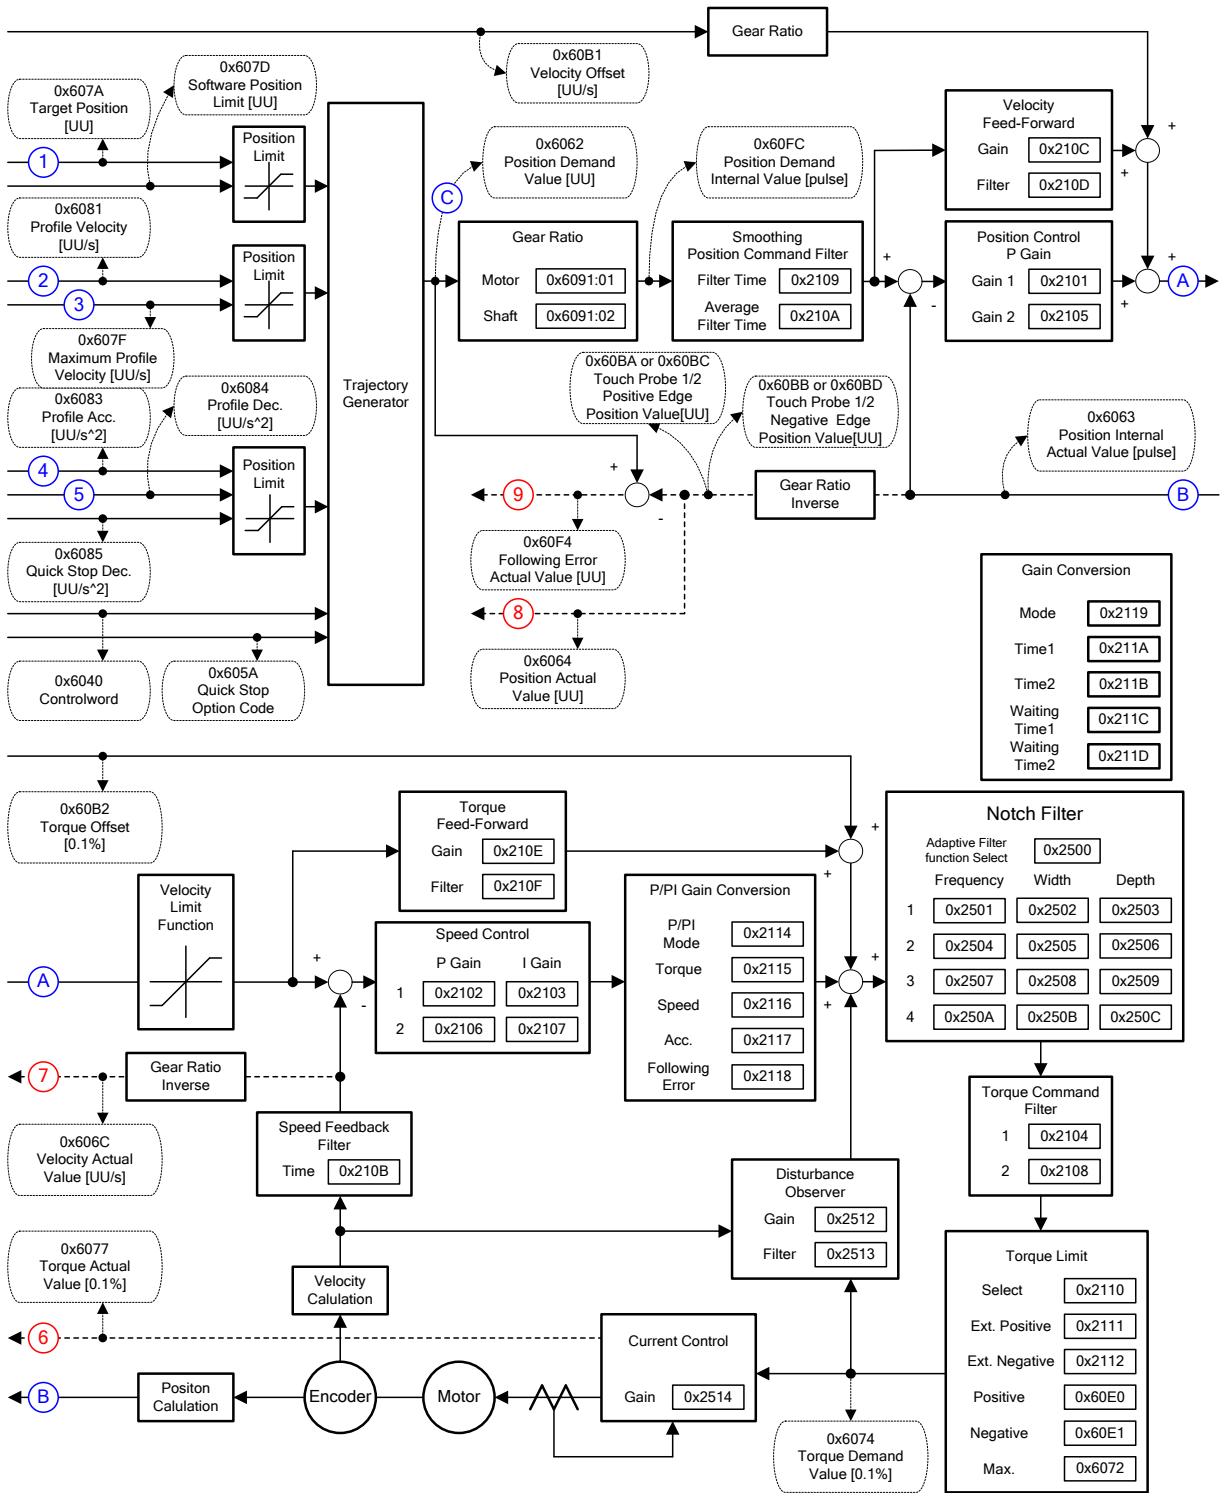 Gear Ratio
0x60B1
Velocity Offset
[UU/s]
0x607D
Software Position
Limit [UU]
0x607A
Target Position
[UU]
1
Position
Limit
0x6081
Profile Velocity
[UU/s]
2
3
Position
Limit
0x607F
Maximum Profile
Velocity [UU/s]
0x6083
Profile Acc.
[UU/s^2]
0x6084
Profile Dec.
[UU/s^2]
4
5
Position
Limit
0x6085
Quick Stop Dec.
[UU/s^2]
0x6040
Controlword
0x605A
Quick Stop
Option Code
Trajectory
Generator
C
0x6062
Position Demand
Value [UU]
0x60FC
Position Demand
Internal Value [pulse]
Gear Ratio
Motor 0x6091:01
Shaft 0x6091:02
Smoothing
Position Command Filter
Filter Time 0x2109
Average
Filter Time 0x210A
Velocity
Feed-Forward
Gain 0x210C
Filter 0x210D
+
+
+
-
Position Control
P Gain
Gain 1 0x2101
Gain 2 0x2105
+
+
A
0x60BA or 0x60BC
Touch Probe 1/2
Positive Edge
Position Value[UU]
0x60BB or 0x60BD
Touch Probe 1/2
Negative Edge
Position Value[UU]
0x6063
Position Internal
Actual Value [pulse]
+
-
9
Gear Ratio
Inverse
B
0x60F4
Following Error
Actual Value [UU]
8
0x6064
Position Actual
Value [UU]
Gain Conversion
Mode 0x2119
Time1 0x211A
Time2 0x211B
Waiting
Time1 0x211C
Waiting
Time2 0x211D
0x60B2
Torque Offset
[0.1%]
Torque
Feed-Forward
Gain 0x210E
Filter 0x210F
+
+
Velocity
Limit
Function
A
+
-
Speed Control
P Gain I Gain
1 0x2102 0x2103
2 0x2106 0x2107
P/PI Gain Conversion
P/PI
Mode 0x2114
Torque 0x2115
Speed 0x2116
Acc. 0x2117
Following
Error 0x2118
+
+
Notch Filter
Adaptive Filter
function Select 0x2500
Frequency Width Depth
1 0x2501 0x2502 0x2503
2 0x2504 0x2505 0x2506
3 0x2507 0x2508 0x2509
4 0x250A 0x250B 0x250C
7
Gear Ratio
Inverse
0x606C
Velocity Actual
Value [UU/s]
Speed Feedback
Filter
Time 0x210B
Torque Command
Filter
1 0x2104
2 0x2108
Disturbance
Observer
Gain 0x2512
Filter 0x2513
0x6077
Torque Actual
Value [0.1%]
Velocity
Calulation
6
B
Positon
Calulation
Encoder
Motor
Current Control
Gain 0x2514
0x6074
Torque Demand
Value [0.1%]
Torque Limit
Select 0x2110
Ext. Positive 0x2111
Ext. Negative 0x2112
Positive 0x60E0
Negative 0x60E1
Max. 0x6072